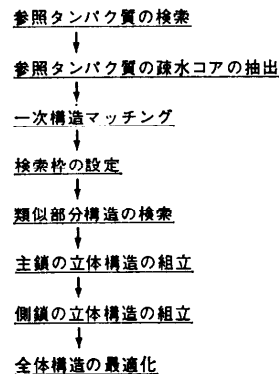 参照タンパク質の検索
参照タンパク質の疎水コアの抽出
一次構造マッチング
検索枠の設定
類似部分構造の検索
主鎖の立体構造の組立
側鎖の立体構造の組立
全体構造の最適化